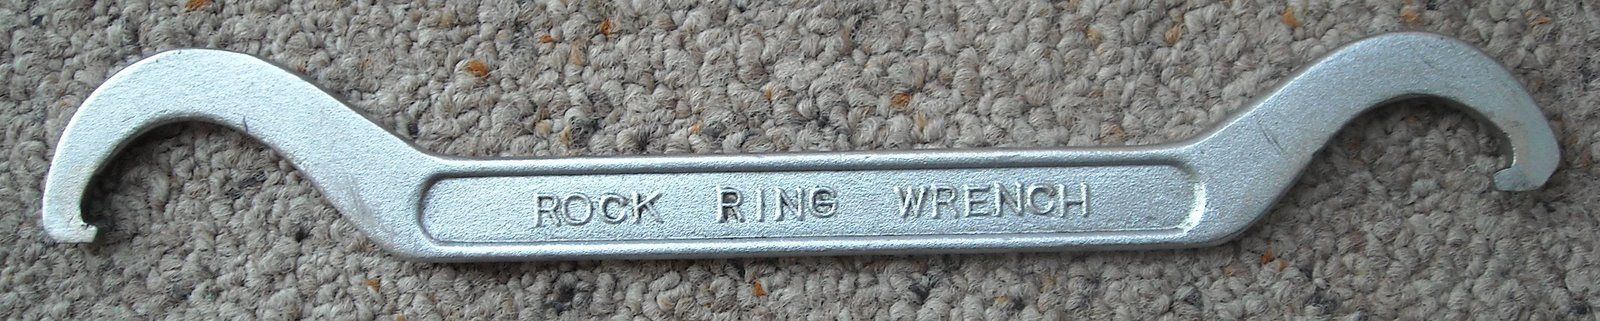 ROCK RING WRENCH